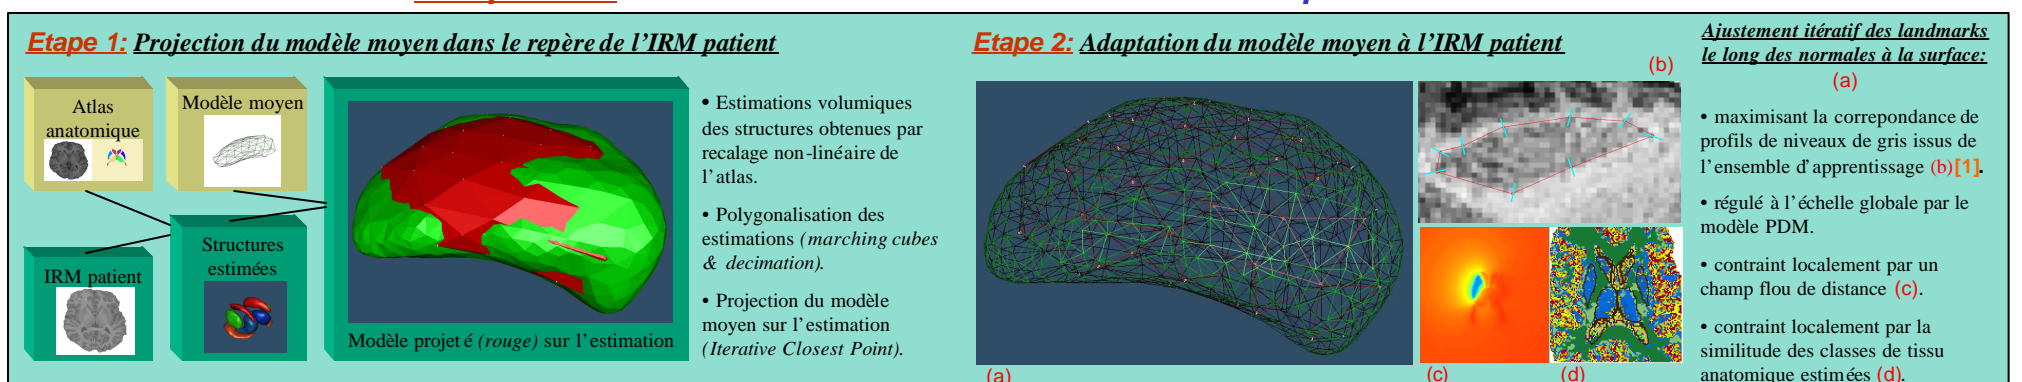 Etape 1: Projection du modèle moyen dans le repère de l'IRM patient
Atlas
anatomique
Modèle moyen
IRM patient
Structures
estimées
Modèle projeté (rouge) sur l'estimation
• Estimations volumiques
des structures obtenues par
recalage non-linéaire de
l'atlas.
• Polygonalisation des
estimations (marching cubes
& decimation).
• Projection du modèle
moyen sur l'estimation
(Iterative Closest Point).
Etape 2: Adaptation du modèle moyen à l'IRM patient
(b)
(a)
(c)
(d)
Ajustement itératif des landmarks
le long des normales à la surface:
(a)
• maximisant la correpondance de
profils de niveaux de gris issus de
l'ensemble d'apprentissage (b)[1].
• régulé à l'échelle globale par le
modèle PDM.
• contraint localement par un
champ flou de distance (c).
• contraint localement par la
similitude des classes de tissu
anatomique estimées (d).